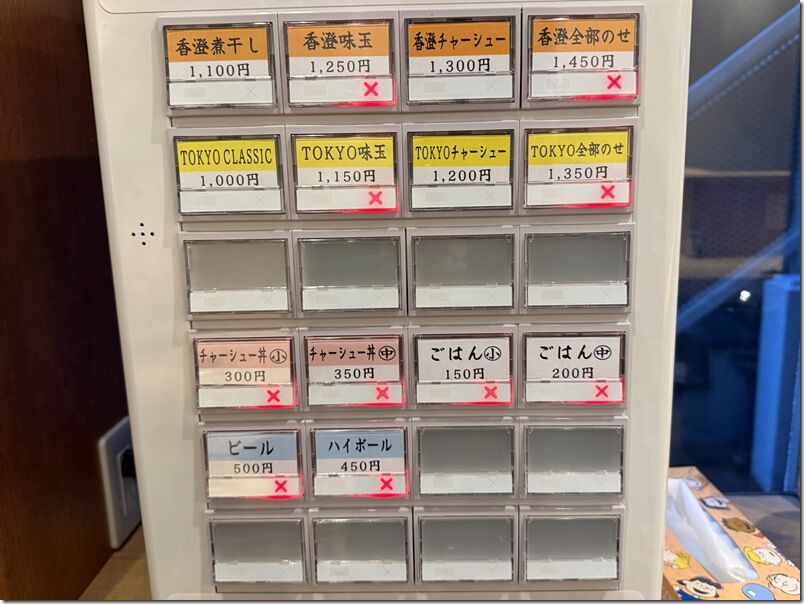 香澄煮干し
1,100円
香澄味玉
1,250円
×
香澄チャーシュー
1,300円
香澄全部のせ
1,450円
×
TOKYO CLASSIC
1,000円
TOKYO味玉
1,150円
×
TOKYOチャーシュー
1,200円
TOKYO全部のせ
1,350円
×
チャーシュー丼小
300円
×
チャーシュー丼中
350円
×
ごはん小
150円
×
ごはん中
200円
×
ビール
500円
×
ハイボール
450円
×